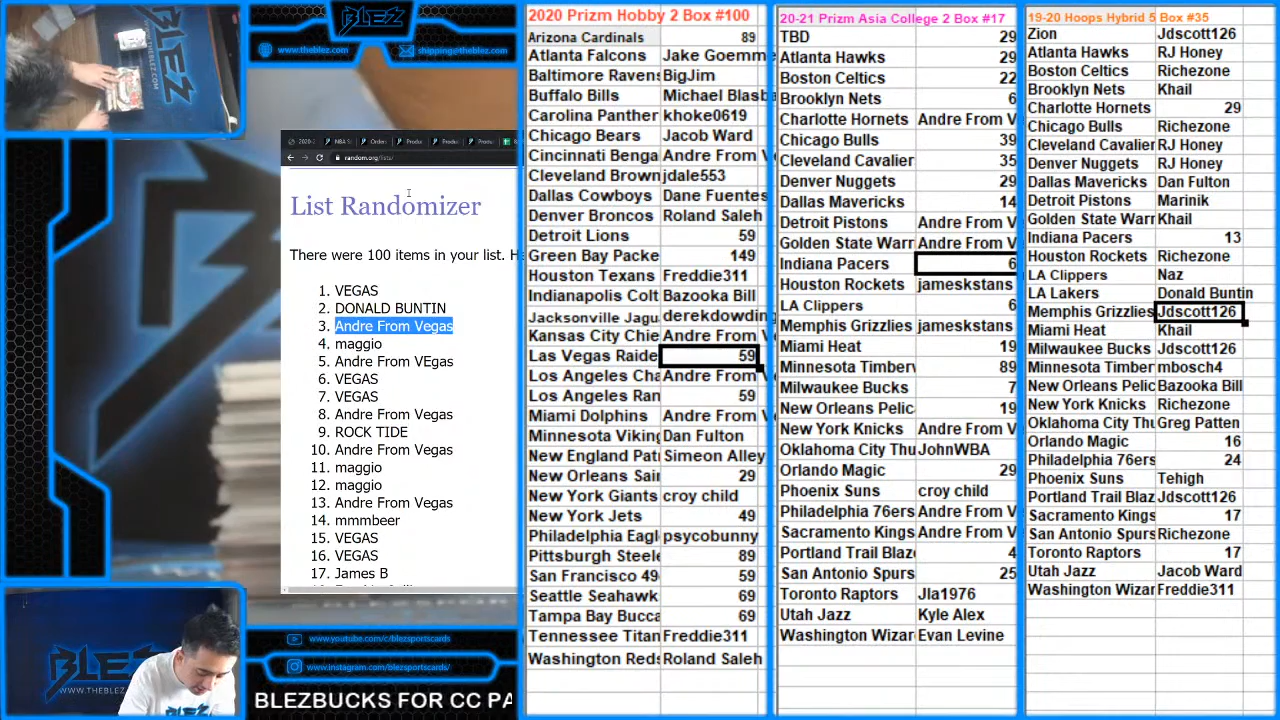 BLEZ
www.theblez.com
shipping@theblez.com
BLEZ
random.org/lists/
List Randomizer
There were 100 items in your list. H
1. VEGAS
2. DONALD BUNTIN
3. Andre From Vegas
4. maggio
5. Andre From VEgas
6. VEGAS
7. VEGAS
8. Andre From Vegas
9. ROCK TIDE
10. Andre From Vegas
11. maggio
12. maggio
13. Andre From Vegas
14. mmmbeer
15. VEGAS
16. VEGAS
17. James B
BLEZ
WWW.THEBLEZ
www.youtube.com/c/blezsportscards
www.instagram.com/blezsports/
BLEZBUCKS FOR CC PA
2020 Prizm Hobby 2 Box #100
Arizona Cardinals 89
Atlanta Falcons Jake Goemm
Baltimore Ravens BigJim
Buffalo Bills Michael Blasb
Carolina Panther khoke0619
Chicago Bears Jacob Ward
Cincinnati Benga Andre From V
Cleveland Brown jdale553
Dallas Cowboys Dane Fuentes
Denver Broncos Roland Saleh
Detroit Lions 59
Green Bay Packe 149
Houston Texans Freddie311
Indianapolis Colt Bazooka Bill
Jacksonville Jagu derekdowding
Kansas City Chie Andre From V
Las Vegas Raide 59
Los Angeles Cha Andre From V
Los Angeles Ran 59
Miami Dolphins Andre From V
Minnesota Viking Dan Fulton
New England Pat Simeon Alley
New Orleans Sai 29
New York Giants croy child
New York Jets 49
Philadelphia Eagl psycobunny
Pittsburgh Steele 89
San Francisco 49 59
Seattle Seahawk 69
Tampa Bay Bucca 69
Tennessee Titan Freddie311
Washington Reds Roland Saleh
20-21 Prizm Asia College 2 Box #17
TBD 29
Atlanta Hawks 29
Boston Celtics 22
Brooklyn Nets 6
Charlotte Hornets Andre From V
Chicago Bulls 39
Cleveland Cavalier 35
Denver Nuggets 29
Dallas Mavericks 14
Detroit Pistons Andre From V
Golden State Warr Andre From V
Indiana Pacers 6
Houston Rockets jameskstans
LA Clippers 6
Memphis Grizzlies jameskstans
Miami Heat 19
Minnesota Timberv 89
Milwaukee Bucks 7
New Orleans Pelic 19
New York Knicks Andre From V
Oklahoma City Thu JohnWBA
Orlando Magic 29
Phoenix Suns croy child
Philadelphia 76ers Andre From V
Sacramento Kings Andre From V
Portland Trail Blaz 4
San Antonio Spurs 25
Toronto Raptors Jla1976
Utah Jazz Kyle Alex
Washington Wizar Evan Levine
19-20 Hoops Hybrid 5 Box #35
Zion Jdscott126
Atlanta Hawks RJ Honey
Boston Celtics Richezone
Brooklyn Nets Khail
Charlotte Hornets 29
Chicago Bulls Richezone
Cleveland Cavalier RJ Honey
Denver Nuggets RJ Honey
Dallas Mavericks Dan Fulton
Detroit Pistons Marinik
Golden State Warr Khail
Indiana Pacers 13
Houston Rockets Richezone
LA Clippers Naz
LA Lakers Donald Buntin
Memphis Grizzlies Jdscott126
Miami Heat Khail
Milwaukee Bucks Jdscott126
Minnesota Timber mbosch4
New Orleans Pelic Bazooka Bill
New York Knicks Richezone
Oklahoma City Thu Greg Patten
Orlando Magic 16
Philadelphia 76ers 24
Phoenix Suns Tehigh
Portland Trail Blaz Jdscott126
Sacramento Kings 17
San Antonio Spurs Richezone
Toronto Raptors 17
Utah Jazz Jacob Ward
Washington Wizar Freddie311